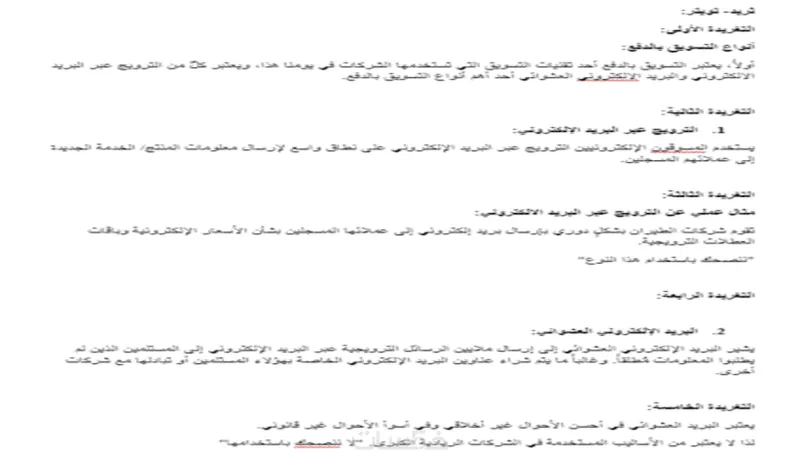 ثريد- تويتر:
التغريدة الأولى:
أنواع التسويق بالدفع:
أولاً، يعتبر التسويق بالدفع أحد تقنيات التسويق التي تستخدمها الشركات في يومنا هذا، ويعتبر كلّ من الترويج عبر البريد
الالكتروني والبريد الإلكتروني العشوائي أحد أهم أنواع التسويق بالدفع.
التغريدة الثانية:
1. الترويج عبر البريد الإلكتروني:
يستخدم المسوقون الإلكترونيين الترويج عبر البريد الإلكتروني على نطاق واسع لإرسال معلومات المنتج/ الخدمة الجديدة
إلى عملائهم المسجلين.
التغريدة الثالثة:
مثال عملي عن الترويج عبر البريد الالكتروني:
تقوم شركات الطيران بشكلٍ دوري بإرسال بريد إلكتروني إلى عملائها المسجلين بشأن الأسعار الإلكترونية وباقات
العطلات الترويجية.
"ننصحك باستخدام هذا النوع"
التغريدة الرابعة:
2. البريد الإلكتروني العشوائي:
يشير البريد الإلكتروني العشوائي إلى إرسال ملايين الرسائل الترويجية عبر البريد الإلكتروني إلى المستلمين الذين لم
يطلبوا المعلومات مُطلقاً. وغالباً ما يتم شراء عناوين البريد الإلكتروني الخاصة بهؤلاء المستلمين أو تبادلها مع شركات
أخرى.
التغريدة الخامسة:
يعتبر البريد العشوائي في أحسن الأحوال غير أخلاقي وفي أسوأ الأحوال غير قانوني.
لذا لا يعتبر من الأساليب المستخدمة في الشركات الريادية الكبرى. "لا ننصحك باستخدامها"